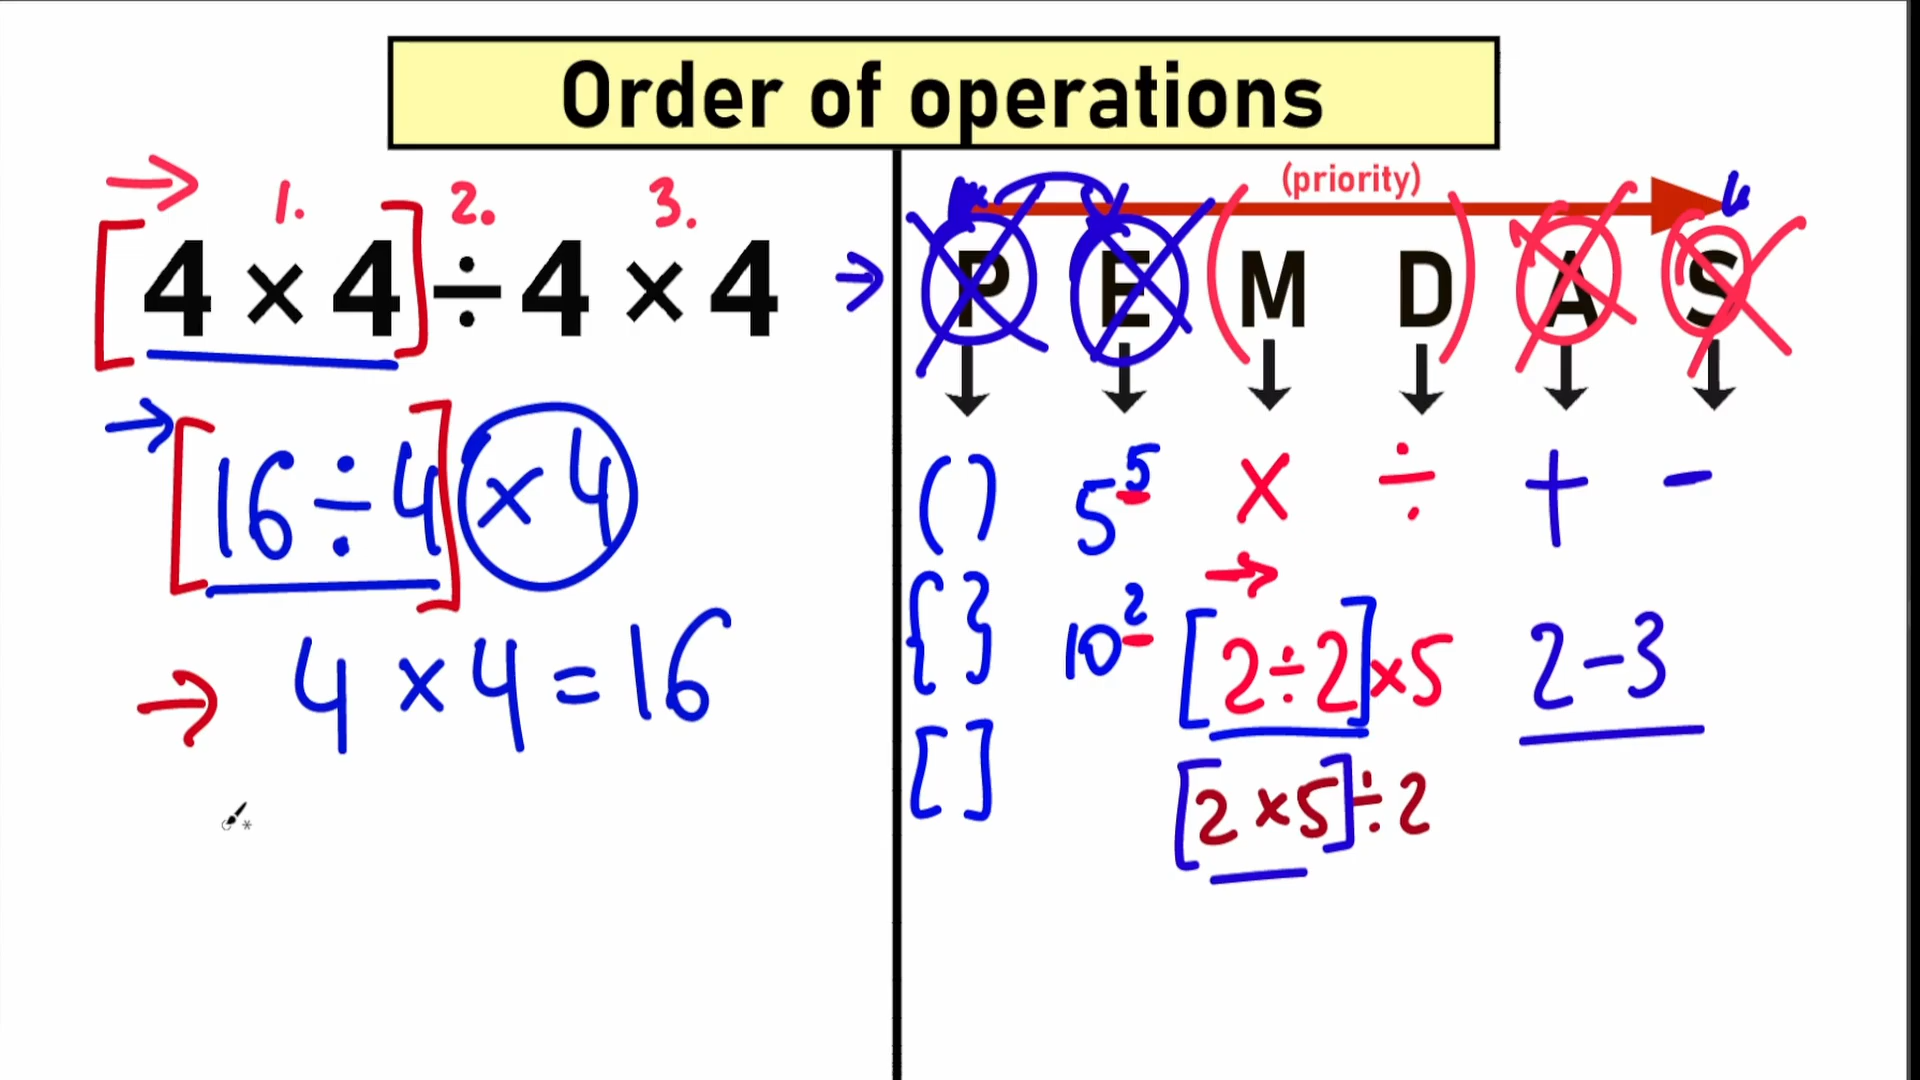 Order of operations
1. 2. 3.
[4 × 4] ÷ 4 × 4
[16 ÷ 4] × 4
4 × 4 = 16
(priority)
P E M D A S
( ) 5⁵ × ÷ + -
{ } 10² [2 ÷ 2] × 5 2 - 3
[ ] [2 × 5] ÷ 2